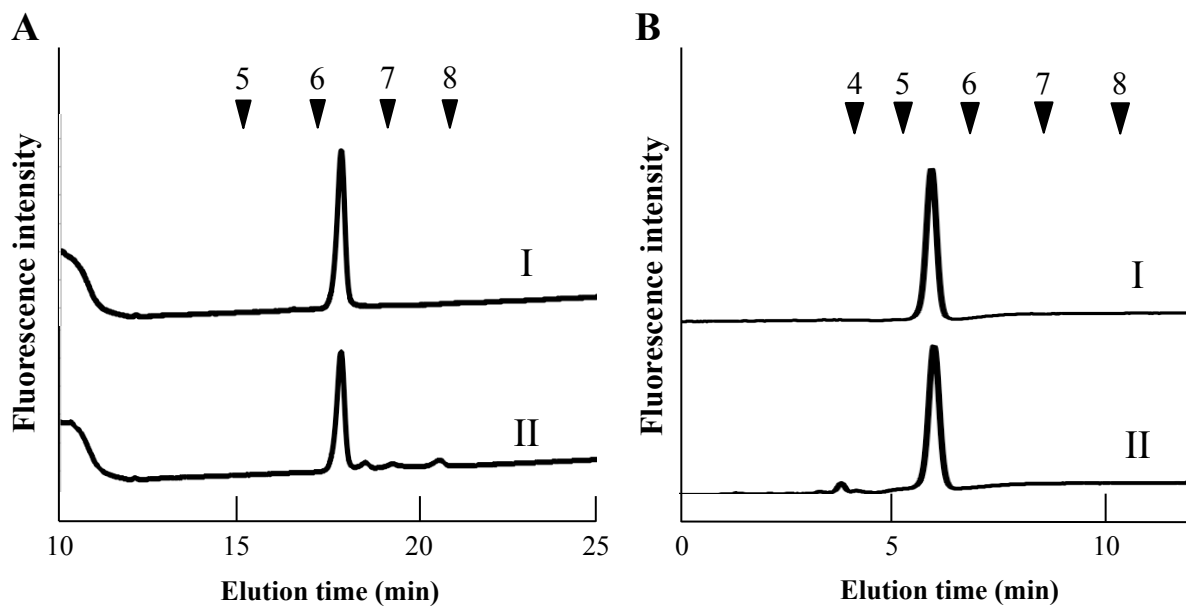 A
5 6 7 8
Fluorescence intensity
I
II
10 15 20 25
Elution time (min)
B
4 5 6 7 8
Fluorescence intensity
I
II
0 5 10
Elution time (min)